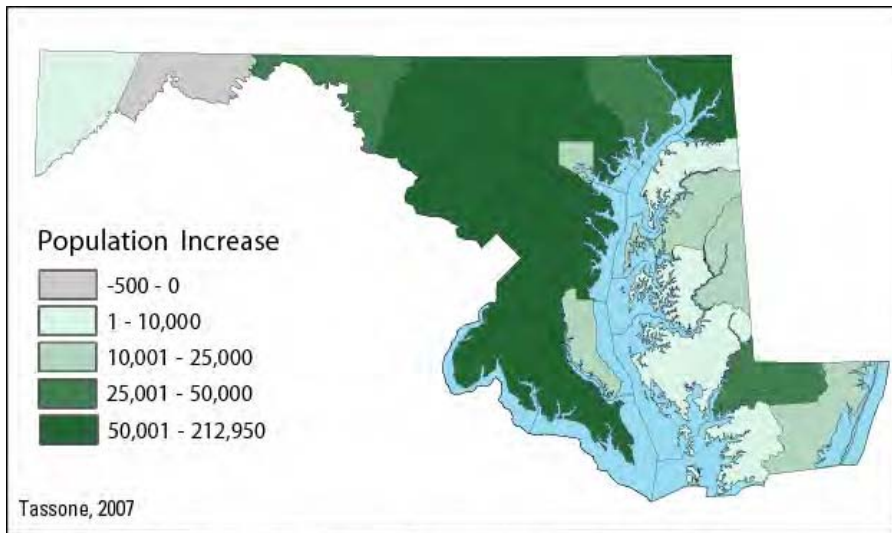 Population Increase
-500 - 0
1 - 10,000
10,001 - 25,000
25,001 - 50,000
50,001 - 212,950
Tassone, 2007